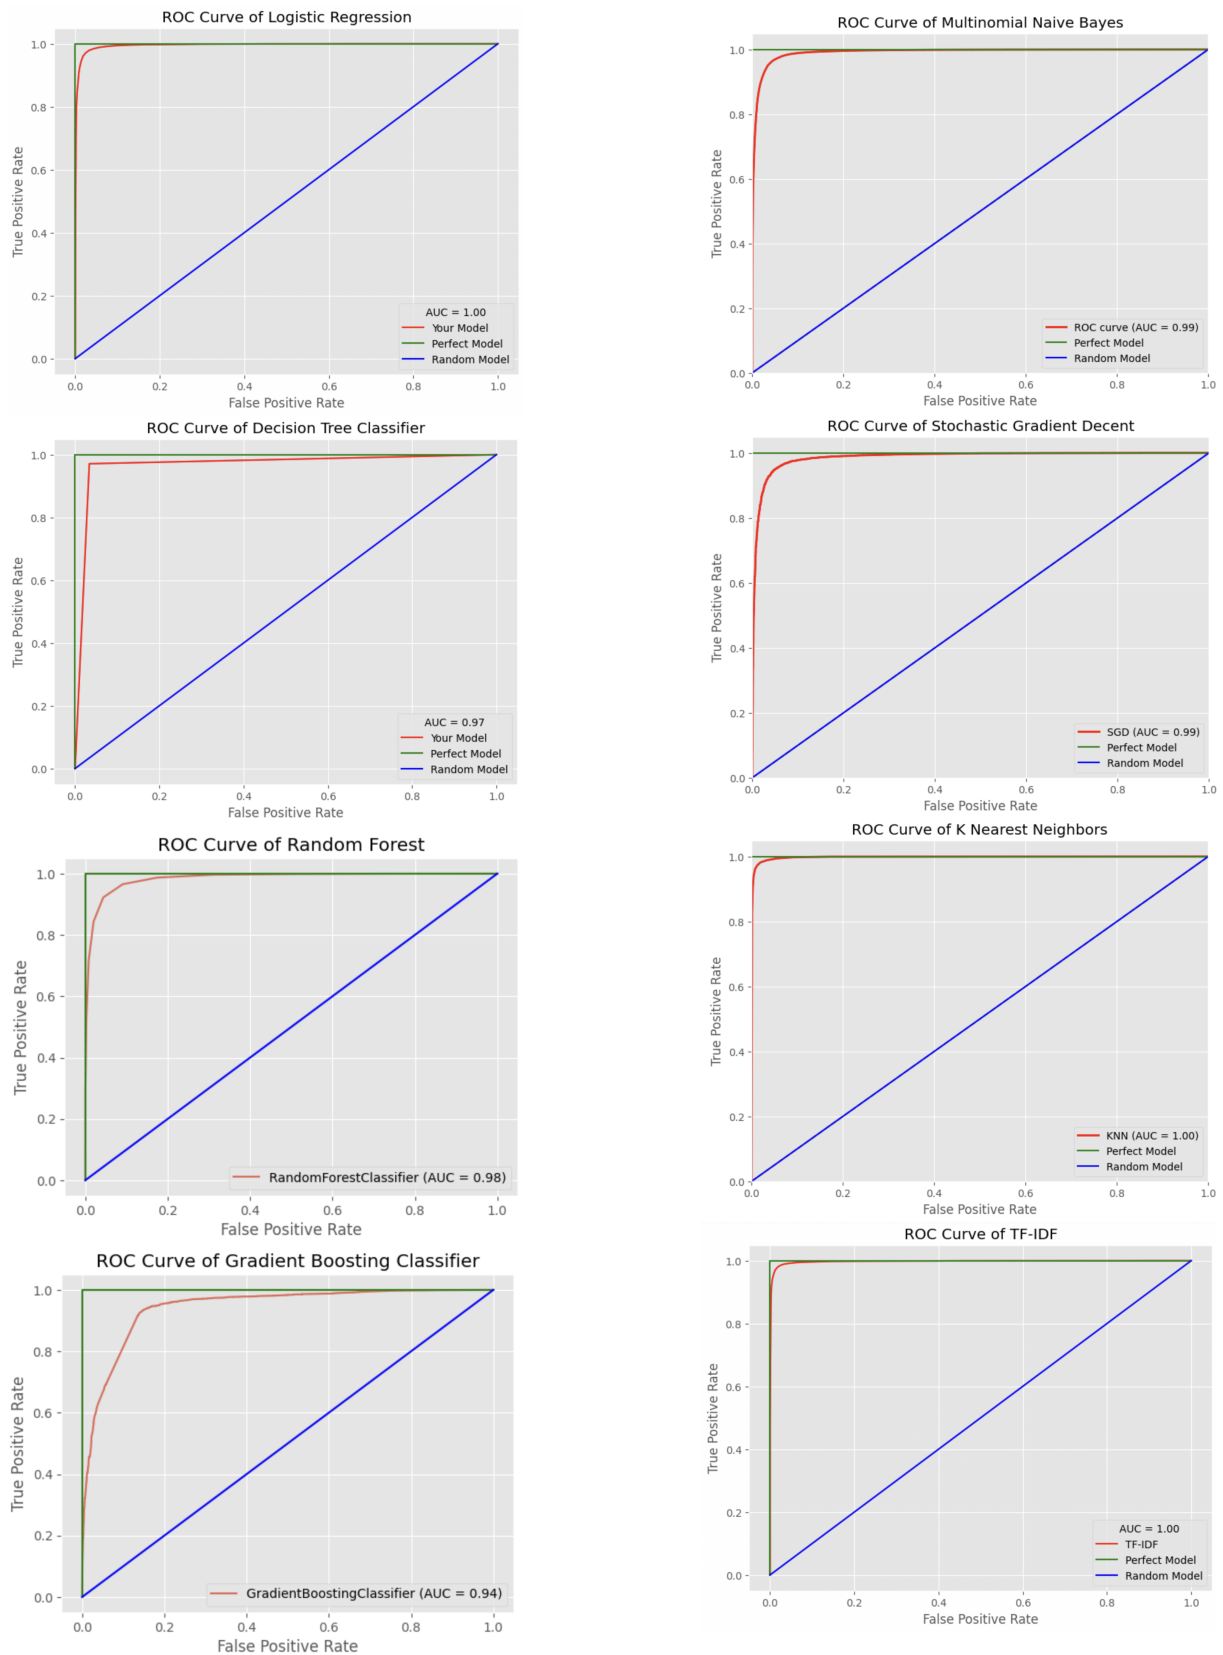 ROC Curve of Logistic Regression
True Positive Rate
1.0
0.8
0.6
0.4
0.2
0.0
AUC = 1.00
Your Model
Perfect Model
Random Model
0.0 0.2 0.4 0.6 0.8 1.0
False Positive Rate
ROC Curve of Multinomial Naive Bayes
True Positive Rate
1.0
0.8
0.6
0.4
0.2
0.0
ROC curve (AUC = 0.99)
Perfect Model
Random Model
0.0 0.2 0.4 0.6 0.8 1.0
False Positive Rate
ROC Curve of Decision Tree Classifier
True Positive Rate
1.0
0.8
0.6
0.4
0.2
0.0
AUC = 0.97
Your Model
Perfect Model
Random Model
0.0 0.2 0.4 0.6 0.8 1.0
False Positive Rate
ROC Curve of Stochastic Gradient Decent
True Positive Rate
1.0
0.8
0.6
0.4
0.2
0.0
SGD (AUC = 0.99)
Perfect Model
Random Model
0.0 0.2 0.4 0.6 0.8 1.0
False Positive Rate
ROC Curve of Random Forest
True Positive Rate
1.0
0.8
0.6
0.4
0.2
0.0
RandomForestClassifier (AUC = 0.98)
0.0 0.2 0.4 0.6 0.8 1.0
False Positive Rate
ROC Curve of K Nearest Neighbors
True Positive Rate
1.0
0.8
0.6
0.4
0.2
0.0
KNN (AUC = 1.00)
Perfect Model
Random Model
0.0 0.2 0.4 0.6 0.8 1.0
False Positive Rate
ROC Curve of Gradient Boosting Classifier
True Positive Rate
1.0
0.8
0.6
0.4
0.2
0.0
GradientBoostingClassifier (AUC = 0.94)
0.0 0.2 0.4 0.6 0.8 1.0
False Positive Rate
ROC Curve of TF-IDF
True Positive Rate
1.0
0.8
0.6
0.4
0.2
0.0
AUC = 1.00
TF-IDF
Perfect Model
Random Model
0.0 0.2 0.4 0.6 0.8 1.0
False Positive Rate